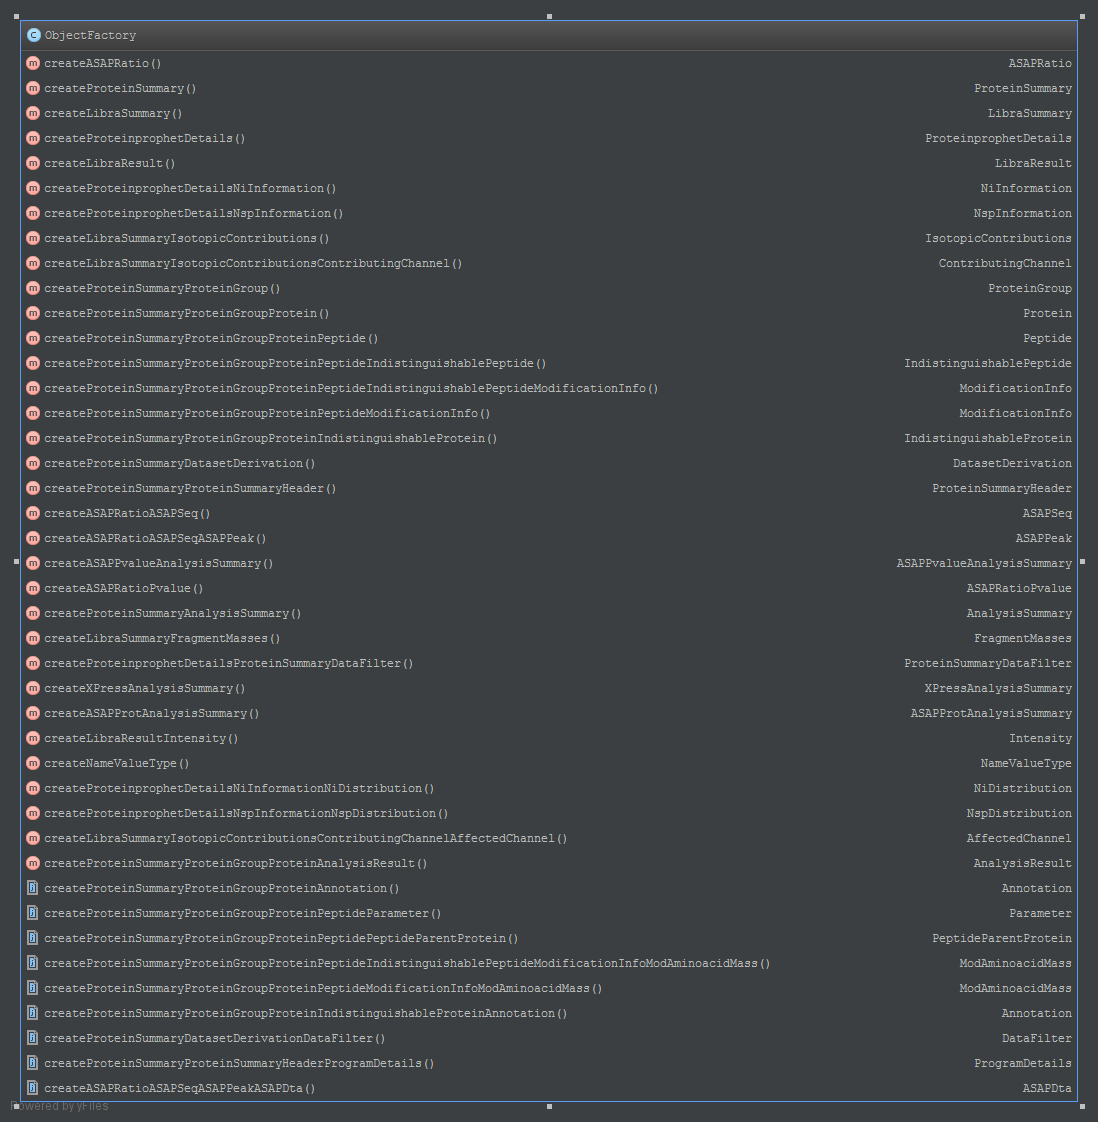 C ObjectFactory
m createASAPRatio() ASAPRatio
m createProteinSummary() ProteinSummary
m createLibraSummary() LibraSummary
m createProteinprophetDetails() ProteinprophetDetails
m createLibraResult() LibraResult
m createProteinprophetDetailsNiInformation() NiInformation
m createProteinprophetDetailsNspInformation() NspInformation
m createLibraSummaryIsotopicContributions() IsotopicContributions
m createLibraSummaryIsotopicContributionsContributingChannel() ContributingChannel
m createProteinSummaryProteinGroup() ProteinGroup
m createProteinSummaryProteinGroupProtein() Protein
m createProteinSummaryProteinGroupProteinPeptide() Peptide
m createProteinSummaryProteinGroupProteinPeptideIndistinguishablePeptide() IndistinguishablePeptide
m createProteinSummaryProteinGroupProteinPeptideIndistinguishablePeptideModificationInfo() ModificationInfo
m createProteinSummaryProteinGroupProteinPeptideModificationInfo() ModificationInfo
m createProteinSummaryProteinGroupProteinIndistinguishableProtein() IndistinguishableProtein
m createProteinSummaryDatasetDerivation() DatasetDerivation
m createProteinSummaryProteinSummaryHeader() ProteinSummaryHeader
m createASAPRatioASAPSeq() ASAPSeq
m createASAPRatioASAPSeqASAPPeak() ASAPPeak
m createASAPPvalueAnalysisSummary() ASAPPvalueAnalysisSummary
m createASAPRatioPvalue() ASAPRatioPvalue
m createProteinSummaryAnalysisSummary() AnalysisSummary
m createLibraSummaryFragmentMasses() FragmentMasses
m createProteinprophetDetailsProteinSummaryDataFilter() ProteinSummaryDataFilter
m createXPressAnalysisSummary() XPressAnalysisSummary
m createASAPProtAnalysisSummary() ASAPProtAnalysisSummary
m createLibraResultIntensity() Intensity
m createNameValueType() NameValueType
m createProteinprophetDetailsNiInformationNiDistribution() NiDistribution
m createProteinprophetDetailsNspInformationNspDistribution() NspDistribution
m createLibraSummaryIsotopicContributionsContributingChannelAffectedChannel() AffectedChannel
m createProteinSummaryProteinGroupProteinAnalysisResult() AnalysisResult
createProteinSummaryProteinGroupProteinAnnotation() Annotation
createProteinSummaryProteinGroupProteinPeptideParameter() Parameter
createProteinSummaryProteinGroupProteinPeptidePeptideParentProtein() PeptideParentProtein
createProteinSummaryProteinGroupProteinPeptideIndistinguishablePeptideModificationInfoModAminoacidMass() ModAminoacidMass
createProteinSummaryProteinGroupProteinPeptideModificationInfoModAminoacidMass() ModAminoacidMass
createProteinSummaryProteinGroupProteinIndistinguishableProteinAnnotation() Annotation
createProteinSummaryDatasetDerivationDataFilter() DataFilter
createProteinSummaryProteinSummaryHeaderProgramDetails() ProgramDetails
createASAPRatioASAPSeqASAPPeakASAPDta() ASAPDta
Powered by yFiles